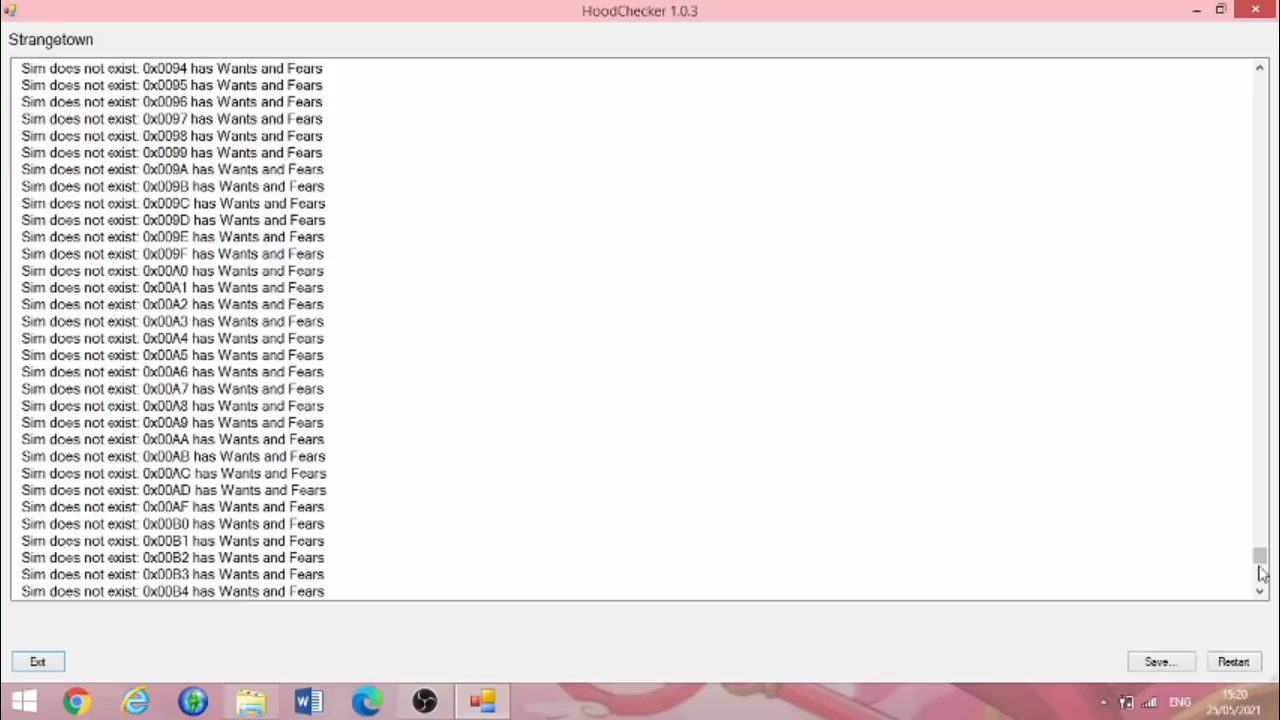 HoodChecker 1.0.3
Strangetown
Sim does not exist: 0x0094 has Wants and Fears
Sim does not exist: 0x0095 has Wants and Fears
Sim does not exist: 0x0096 has Wants and Fears
Sim does not exist: 0x0097 has Wants and Fears
Sim does not exist: 0x0098 has Wants and Fears
Sim does not exist: 0x0099 has Wants and Fears
Sim does not exist: 0x009A has Wants and Fears
Sim does not exist: 0x009B has Wants and Fears
Sim does not exist: 0x009C has Wants and Fears
Sim does not exist: 0x009D has Wants and Fears
Sim does not exist: 0x009E has Wants and Fears
Sim does not exist: 0x009F has Wants and Fears
Sim does not exist: 0x00A0 has Wants and Fears
Sim does not exist: 0x00A1 has Wants and Fears
Sim does not exist: 0x00A2 has Wants and Fears
Sim does not exist: 0x00A3 has Wants and Fears
Sim does not exist: 0x00A4 has Wants and Fears
Sim does not exist: 0x00A5 has Wants and Fears
Sim does not exist: 0x00A6 has Wants and Fears
Sim does not exist: 0x00A7 has Wants and Fears
Sim does not exist: 0x00A8 has Wants and Fears
Sim does not exist: 0x00A9 has Wants and Fears
Sim does not exist: 0x00AA has Wants and Fears
Sim does not exist: 0x00AB has Wants and Fears
Sim does not exist: 0x00AC has Wants and Fears
Sim does not exist: 0x00AD has Wants and Fears
Sim does not exist: 0x00AF has Wants and Fears
Sim does not exist: 0x00B0 has Wants and Fears
Sim does not exist: 0x00B1 has Wants and Fears
Sim does not exist: 0x00B2 has Wants and Fears
Sim does not exist: 0x00B3 has Wants and Fears
Sim does not exist: 0x00B4 has Wants and Fears
Exit
Save...
Restart
ENG
15:20
25/05/2021